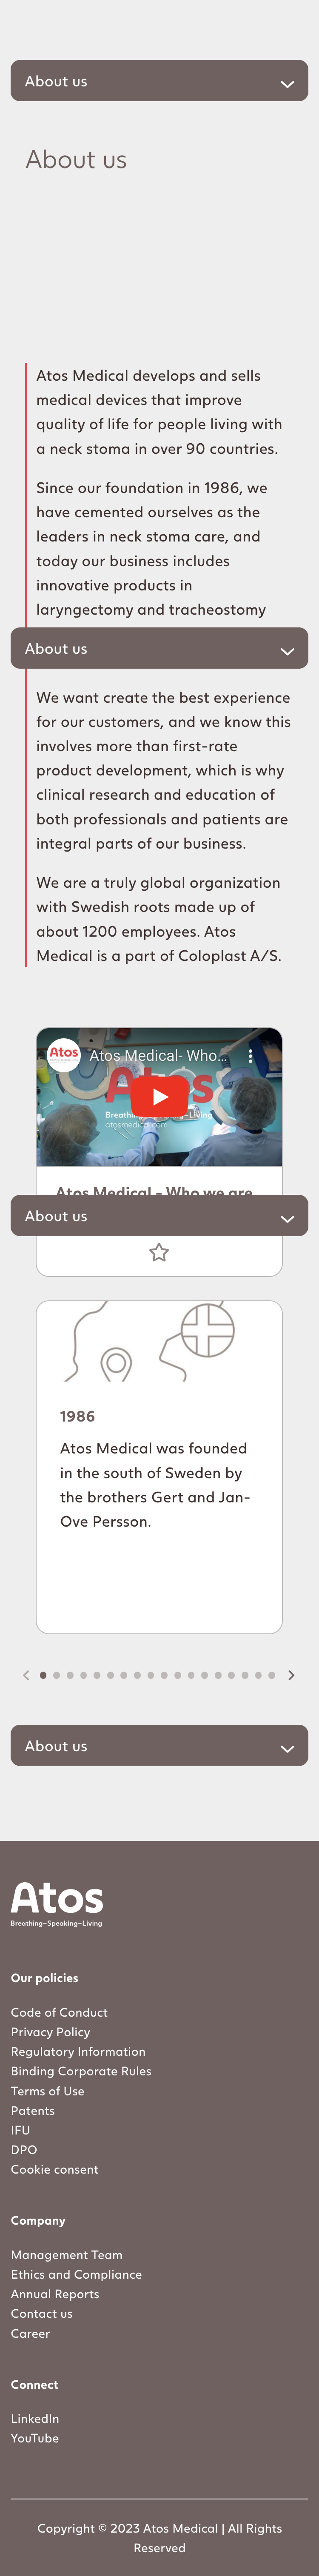 About us
About us
Atos Medical develops and sells
medical devices that improve
quality of life for people living with
a neck stoma in over 90 countries.
Since our foundation in 1986, we
have cemented ourselves as the
leaders in neck stoma care, and
today our business includes
innovative products in
laryngectomy and tracheostomy
About us
We want create the best experience
for our customers, and we know this
involves more than first-rate
product development, which is why
clinical research and education of
both professionals and patients are
integral parts of our business.
We are a truly global organization
with Swedish roots made up of
about 1200 employees. Atos
Medical is a part of Coloplast A/S.
Atos
Atos Medical- Who...
Atos
atosmedical.com
Atos Medical - Who we are
About us
1986
Atos Medical was founded
in the south of Sweden by
the brothers Gert and Jan-
Ove Persson.
About us
Atos
Breathing–Speaking–Living
Our policies
Code of Conduct
Privacy Policy
Regulatory Information
Binding Corporate Rules
Terms of Use
Patents
IFU
DPO
Cookie consent
Company
Management Team
Ethics and Compliance
Annual Reports
Contact us
Career
Connect
LinkedIn
YouTube
Copyright © 2023 Atos Medical | All Rights
Reserved